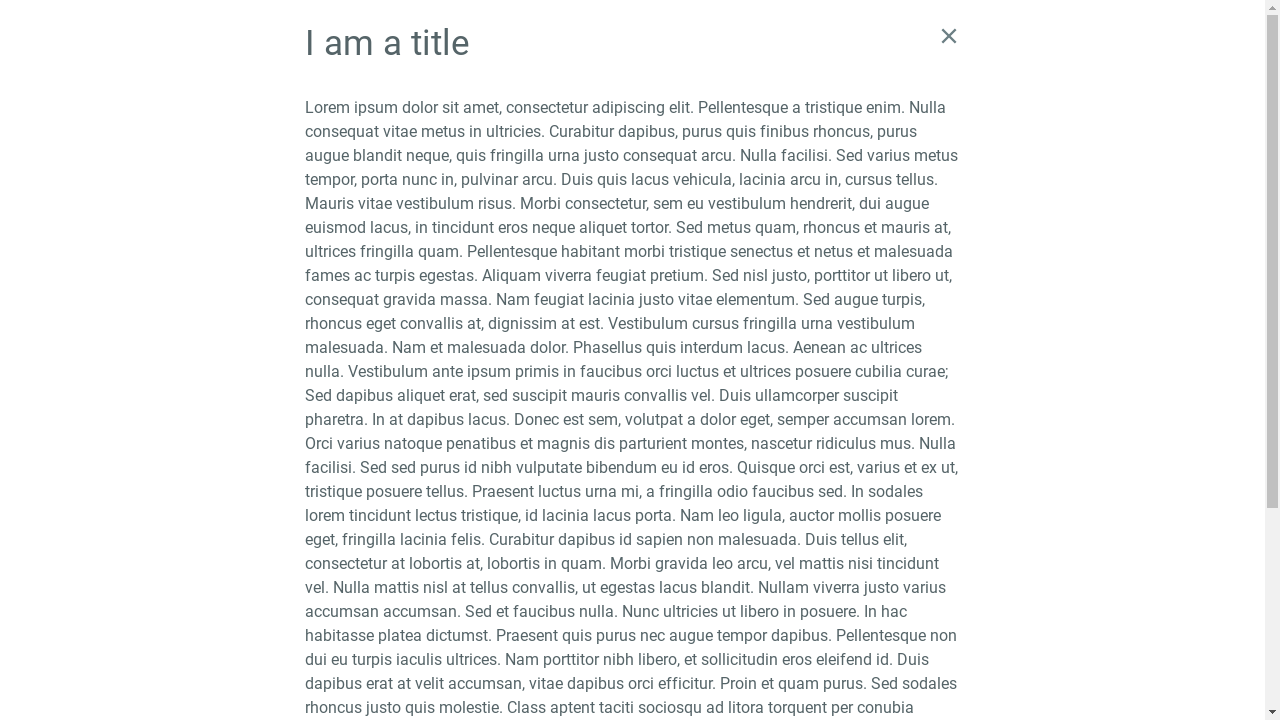 I am a title
Lorem ipsum dolor sit amet, consectetur adipiscing elit. Pellentesque a tristique enim. Nulla
consequat vitae metus in ultricies. Curabitur dapibus, purus quis finibus rhoncus, purus
augue blandit neque, quis fringilla urna justo consequat arcu. Nulla facilisi. Sed varius metus
tempor, porta nunc in, pulvinar arcu. Duis quis lacus vehicula, lacinia arcu in, cursus tellus.
Mauris vitae vestibulum risus. Morbi consectetur, sem eu vestibulum hendrerit, dui augue
euismod lacus, in tincidunt eros neque aliquet tortor. Sed metus quam, rhoncus et mauris at,
ultrices fringilla quam. Pellentesque habitant morbi tristique senectus et netus et malesuada
fames ac turpis egestas. Aliquam viverra feugiat pretium. Sed nisl justo, porttitor ut libero ut,
consequat gravida massa. Nam feugiat lacinia justo vitae elementum. Sed augue turpis,
rhoncus eget convallis at, dignissim at est. Vestibulum cursus fringilla urna vestibulum
malesuada. Nam et malesuada dolor. Phasellus quis interdum lacus. Aenean ac ultrices
nulla. Vestibulum ante ipsum primis in faucibus orci luctus et ultrices posuere cubilia curae;
Sed dapibus aliquet erat, sed suscipit mauris convallis vel. Duis ullamcorper suscipit
pharetra. In at dapibus lacus. Donec est sem, volutpat a dolor eget, semper accumsan lorem.
Orci varius natoque penatibus et magnis dis parturient montes, nascetur ridiculus mus. Nulla
facilisi. Sed sed purus id nibh vulputate bibendum eu id eros. Quisque orci est, varius et ex ut,
tristique posuere tellus. Praesent luctus urna mi, a fringilla odio faucibus sed. In sodales
lorem tincidunt lectus tristique, id lacinia lacus porta. Nam leo ligula, auctor mollis posuere
eget, fringilla lacinia felis. Curabitur dapibus id sapien non malesuada. Duis tellus elit,
consectetur at lobortis at, lobortis in quam. Morbi gravida leo arcu, vel mattis nisi tincidunt
vel. Nulla mattis nisl at tellus convallis, ut egestas lacus blandit. Nullam viverra justo varius
accumsan accumsan. Sed et faucibus nulla. Nunc ultricies ut libero in posuere. In hac
habitasse platea dictumst. Praesent quis purus nec augue tempor dapibus. Pellentesque non
dui eu turpis iaculis ultrices. Nam porttitor nibh libero, et sollicitudin eros eleifend id. Duis
dapibus erat at velit accumsan, vitae dapibus orci efficitur. Proin et quam purus. Sed sodales
rhoncus justo quis molestie. Class aptent taciti sociosqu ad litora torquent per conubia